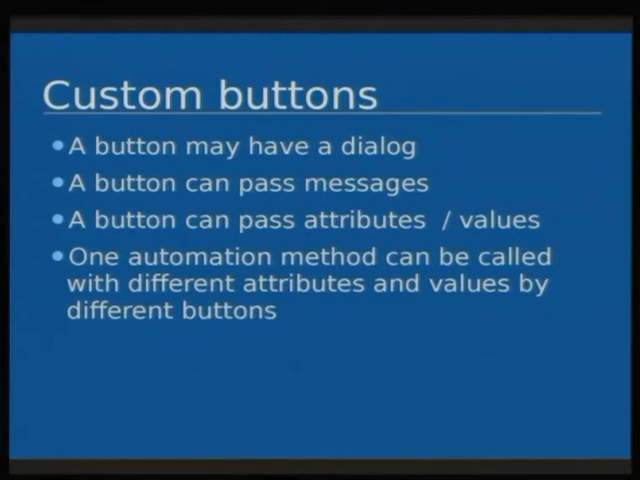 Custom buttons
A button may have a dialog
A button can pass messages
A button can pass attributes / values
One automation method can be called
with different attributes and values by
different buttons